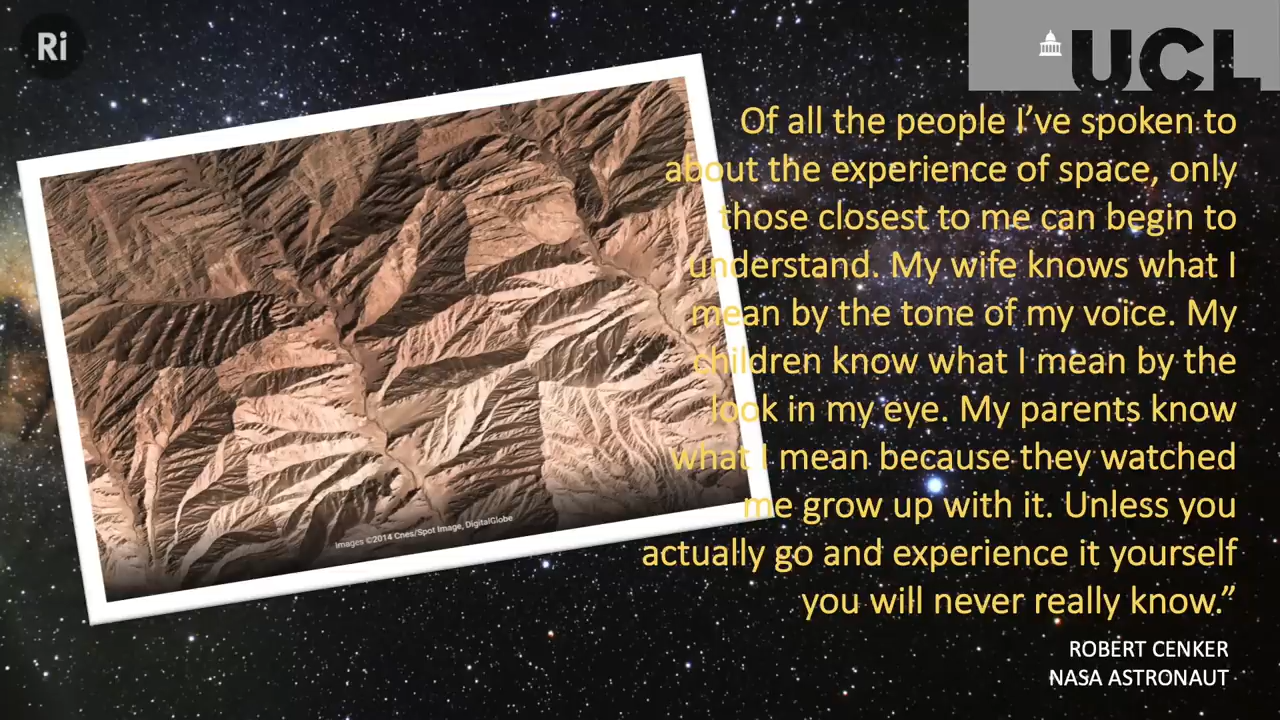 Ri
UCL
Of all the people I’ve spoken to
about the experience of space, only
those closest to me can begin to
understand. My wife knows what I
mean by the tone of my voice. My
children know what I mean by the
look in my eye. My parents know
what I mean because they watched
me grow up with it. Unless you
actually go and experience it yourself
you will never really know.”
ROBERT CENKER
NASA ASTRONAUT
Images ©2014 Cnes/Spot Image, DigitalGlobe